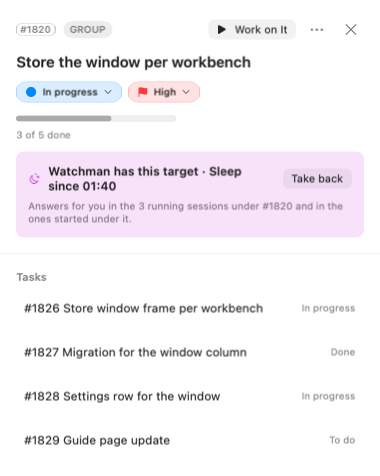 #1820 GROUP Work on It
Store the window per workbench
In progress High
3 of 5 done
Watchman has this target · Sleep
since 01:40
Take back
Answers for you in the 3 running sessions under #1820 and in the
ones started under it.
Tasks
#1826 Store window frame per workbench In progress
#1827 Migration for the window column Done
#1828 Settings row for the window In progress
#1829 Guide page update To do